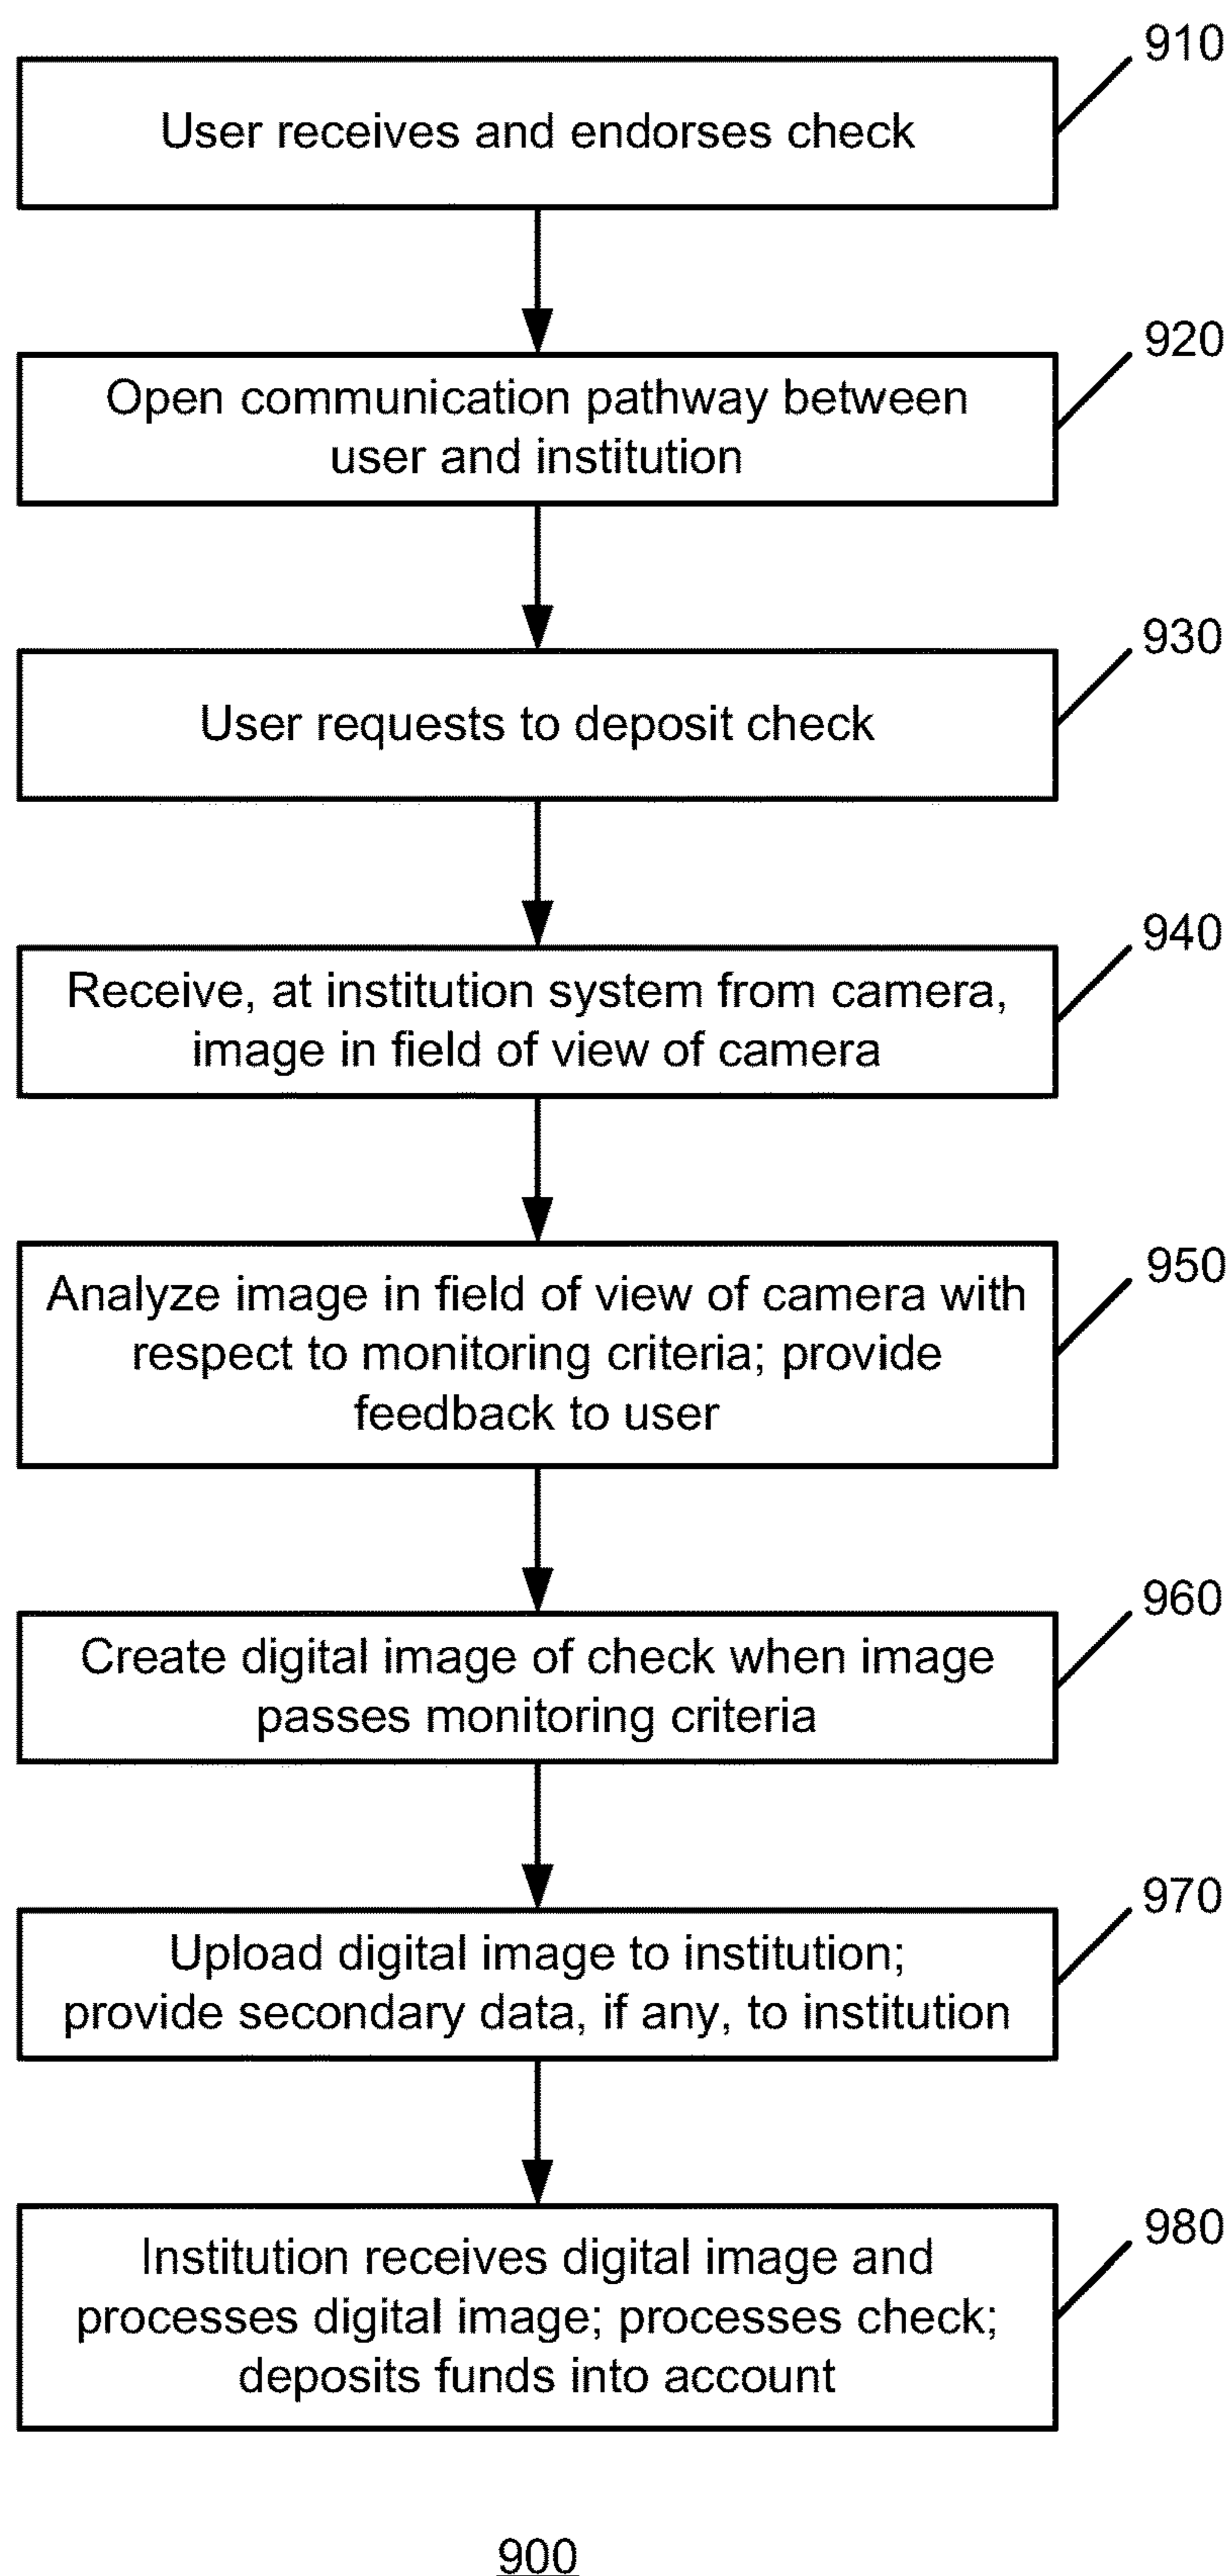 910
User receives and endorses check
920
Open communication pathway between
user and institution
930
User requests to deposit check
940
Receive, at institution system from camera,
image in field of view of camera
950
Analyze image in field of view of camera with
respect to monitoring criteria; provide
feedback to user
960
Create digital image of check when image
passes monitoring criteria
970
Upload digital image to institution;
provide secondary data, if any, to institution
980
Institution receives digital image and
processes digital image; processes check;
deposits funds into account
900